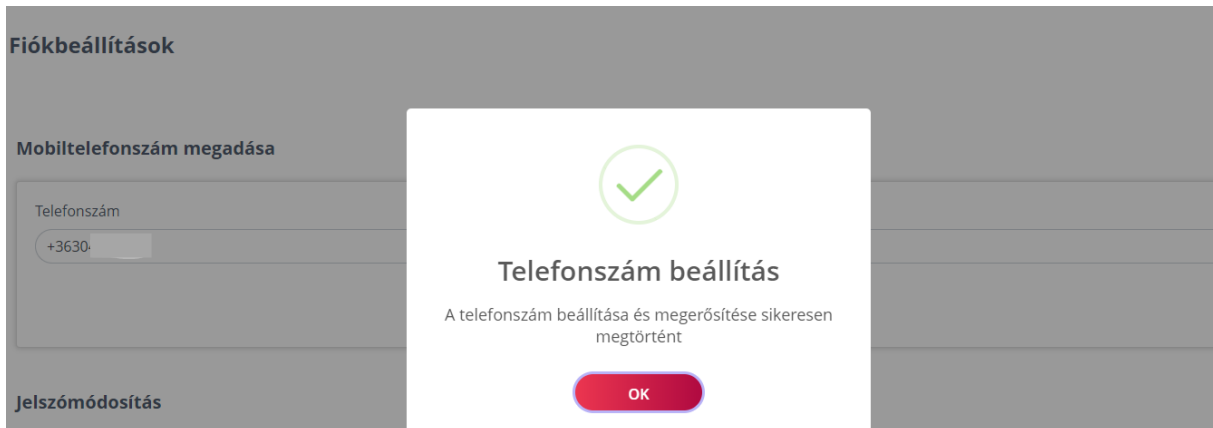 Fiókbeállítások
Mobiltelefonszám megadása
Telefonszám
+3630
Telefonszám beállítás
A telefonszám beállítása és megerősítése sikeresen
megtörtént
OK
Jelszómódosítás